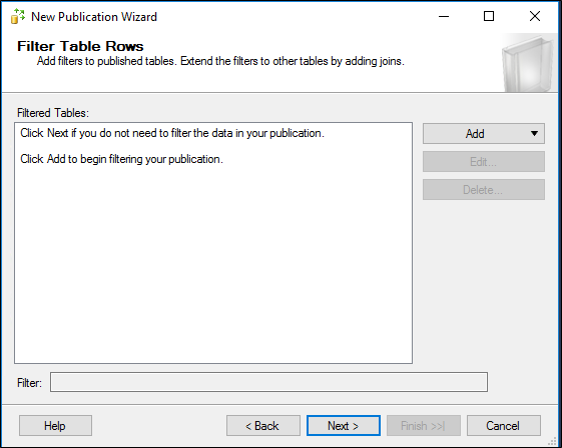 New Publication Wizard
Filter Table Rows
Add filters to published tables. Extend the filters to other tables by adding joins.
Filtered Tables:
Click Next if you do not need to filter the data in your publication.
Click Add to begin filtering your publication.
Add
Edit...
Delete...
Filter:
Help
< Back
Next >
Finish >>|
Cancel